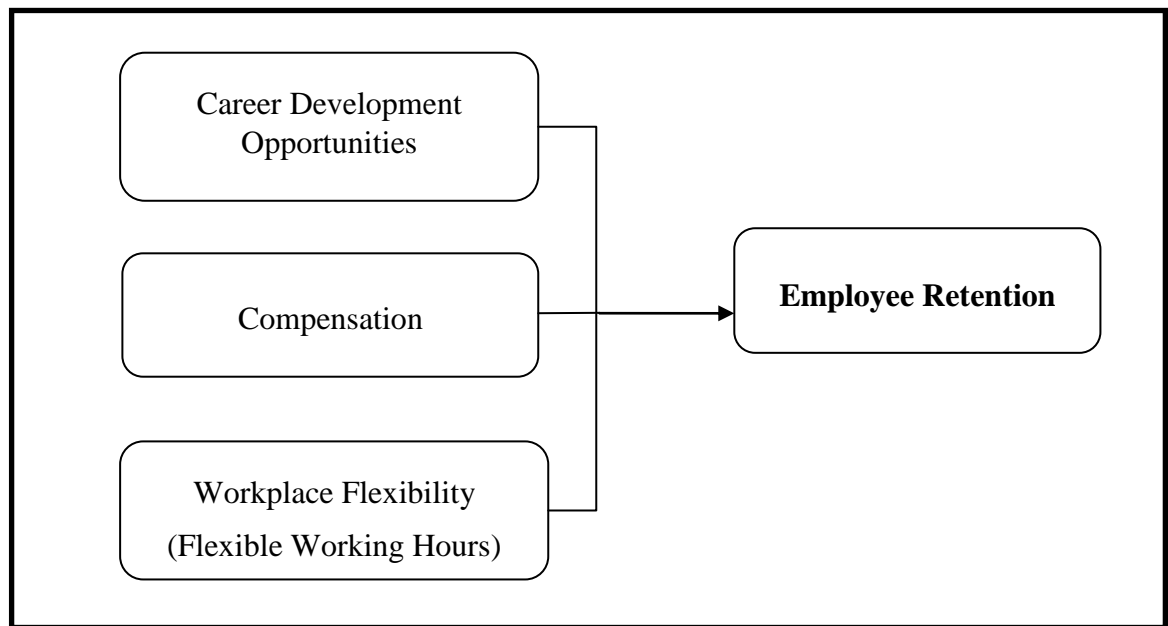 Career Development
Opportunities
Compensation
Employee Retention
Workplace Flexibility
(Flexible Working Hours)